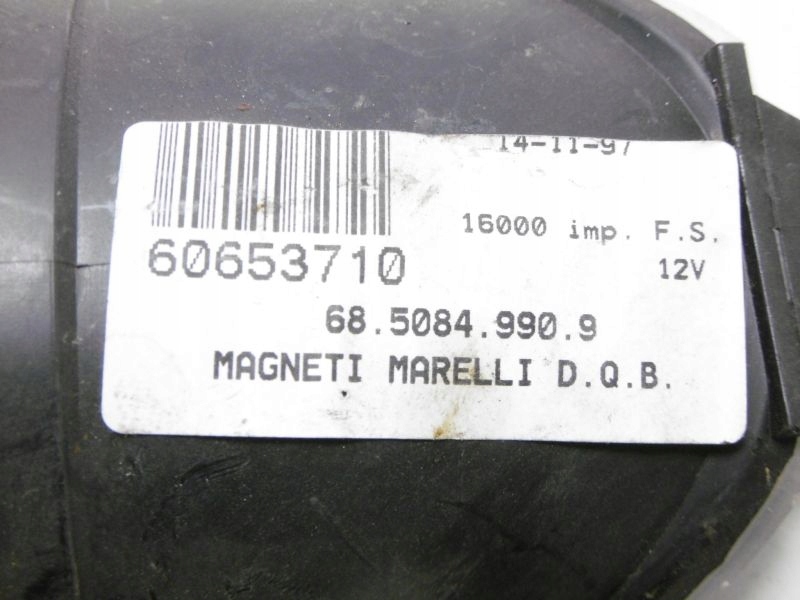 14-11-97
16000 imp. F.S.
60653710
12V
68.5084.990.9
MAGNETI MARELLI D.Q.B.